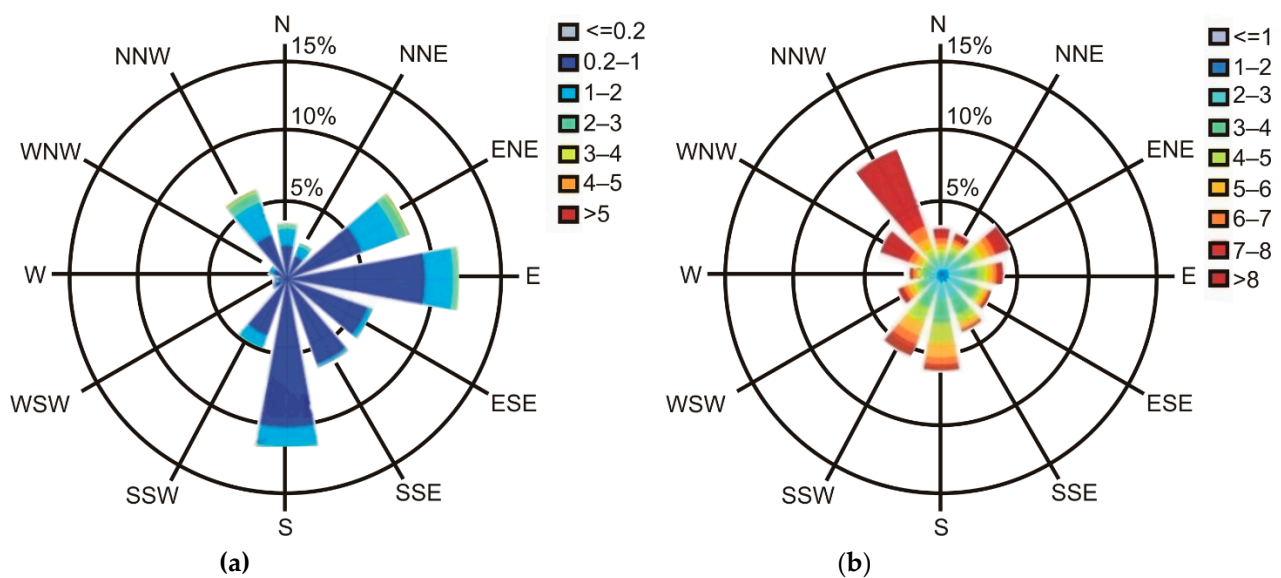 N
15%
10%
5%
NNE
ENE
E
ESE
SSE
S
SSW
WSW
W
WNW
NNW
<=0.2
0.2–1
1–2
2–3
3–4
4–5
>5
(a)
N
15%
10%
5%
NNE
ENE
E
ESE
SSE
S
SSW
WSW
W
WNW
NNW
<=1
1–2
2–3
3–4
4–5
5–6
6–7
7–8
>8
(b)